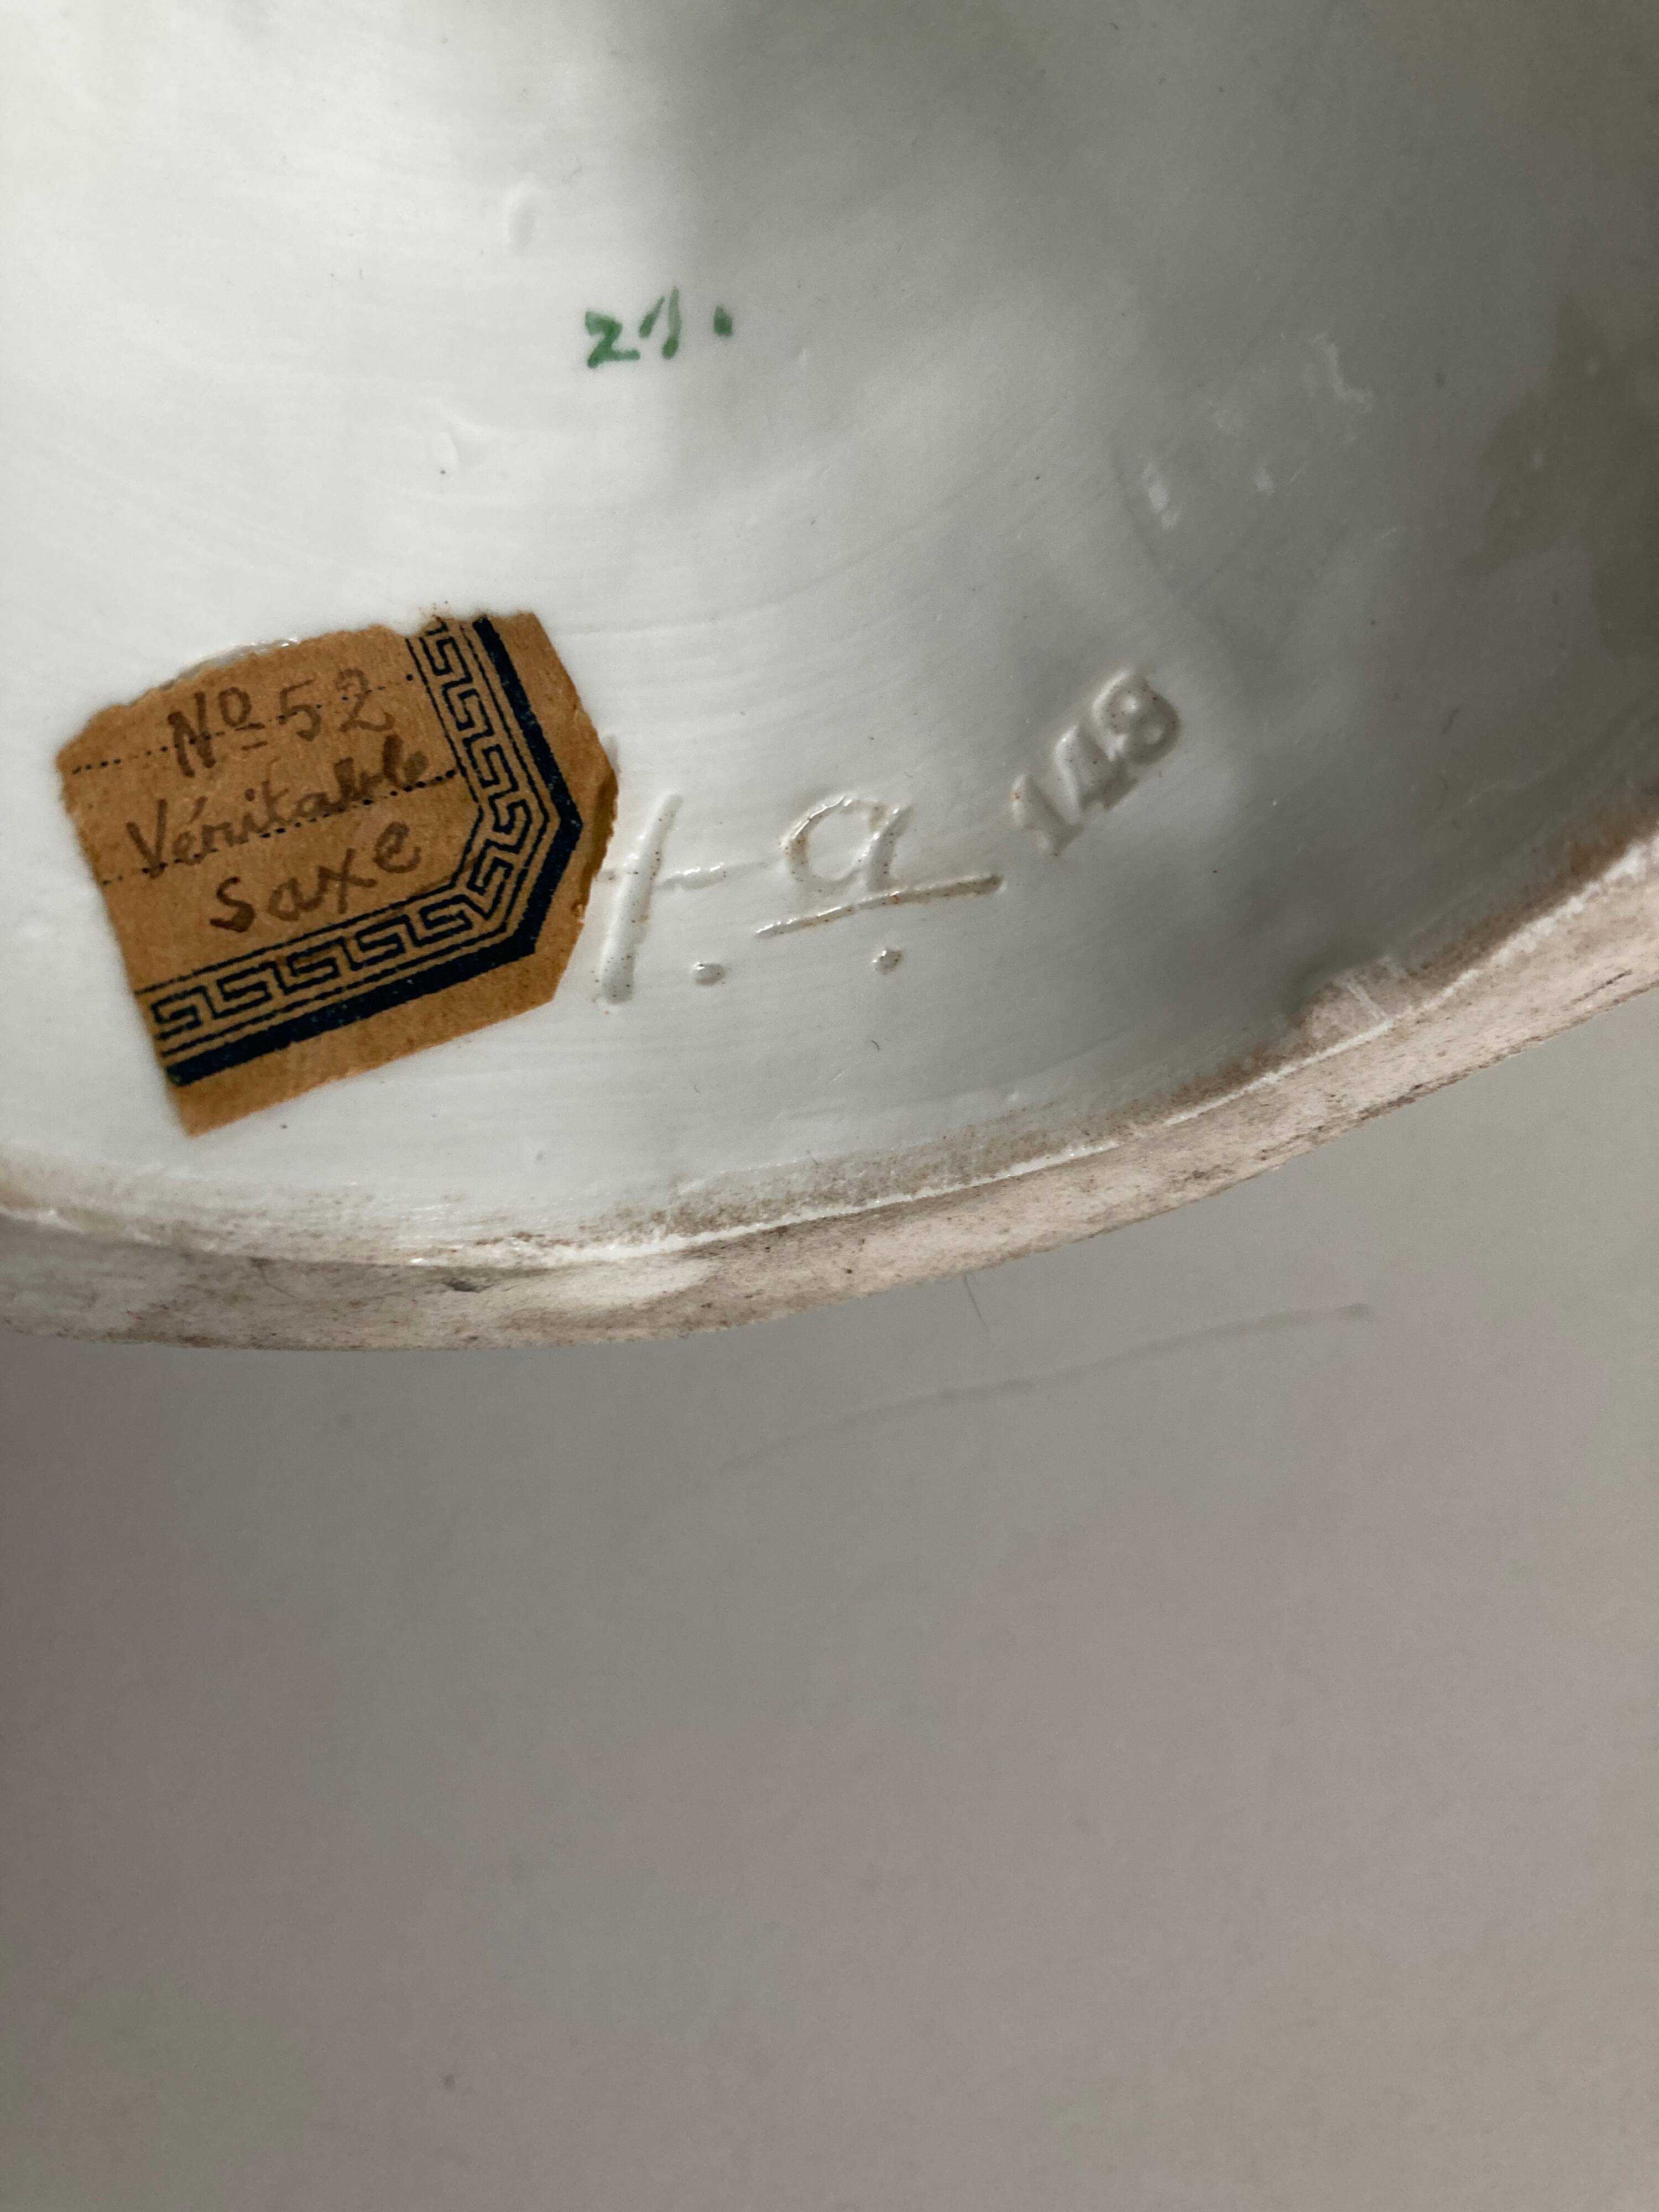 21.
Nº 52
Véritable
saxe
a
148